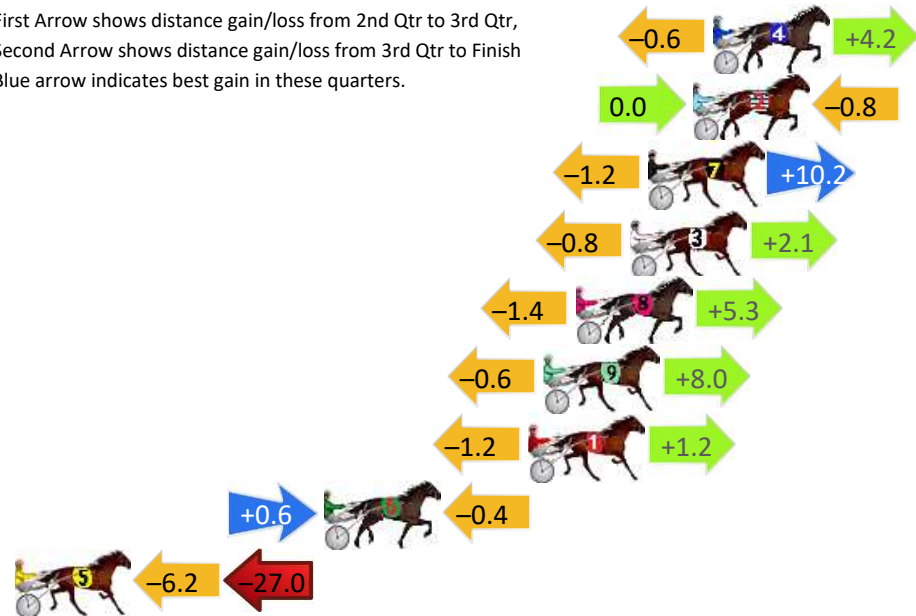 First Arrow shows distance gain/loss from 2nd Qtr to 3rd Qtr,
Second Arrow shows distance gain/loss from 3rd Qtr to Finish
Blue arrow indicates best gain in these quarters.
–0.6 4 +4.2
0.0 2 –0.8
–1.2 7 +10.2
–0.8 3 +2.1
–1.4 8 +5.3
–0.6 9 +8.0
–1.2 1 +1.2
+0.6 –0.4
5 –6.2 –27.0